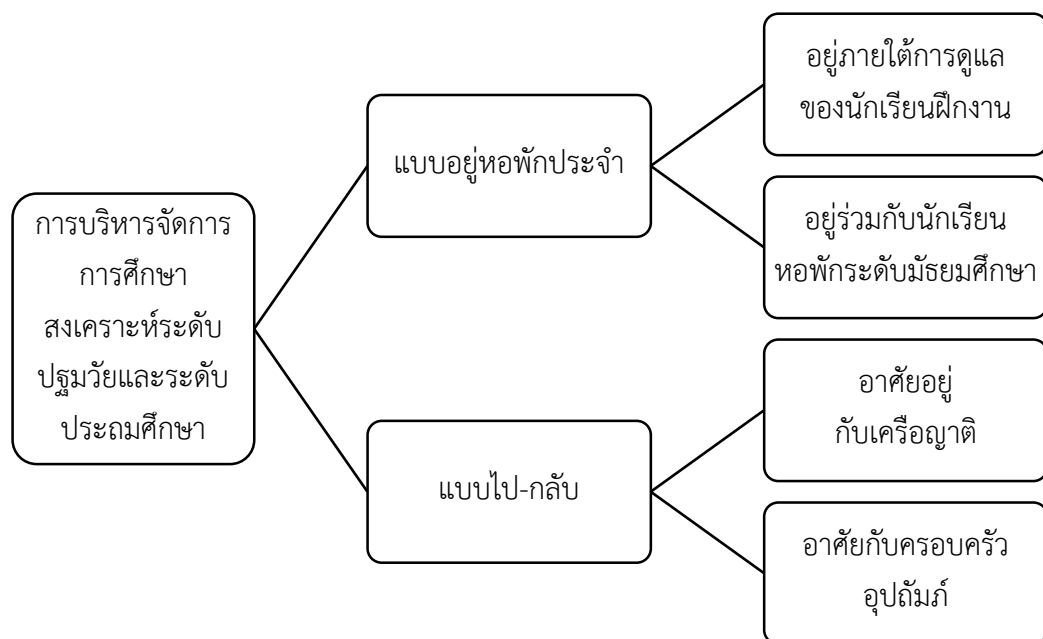 การบริหารจัดการ
การศึกษา
สงเคราะห์ระดับ
ปฐมวัยและระดับ
ประถมศึกษา
แบบอยู่หอพักประจำ
อยู่ภายใต้การดูแล
ของนักเรียนฝึกงาน
อยู่ร่วมกับนักเรียน
หอพักระดับมัธยมศึกษา
แบบไป-กลับ
อาศัยอยู่
กับเครือญาติ
อาศัยกับครอบครัว
อุปถัมภ์